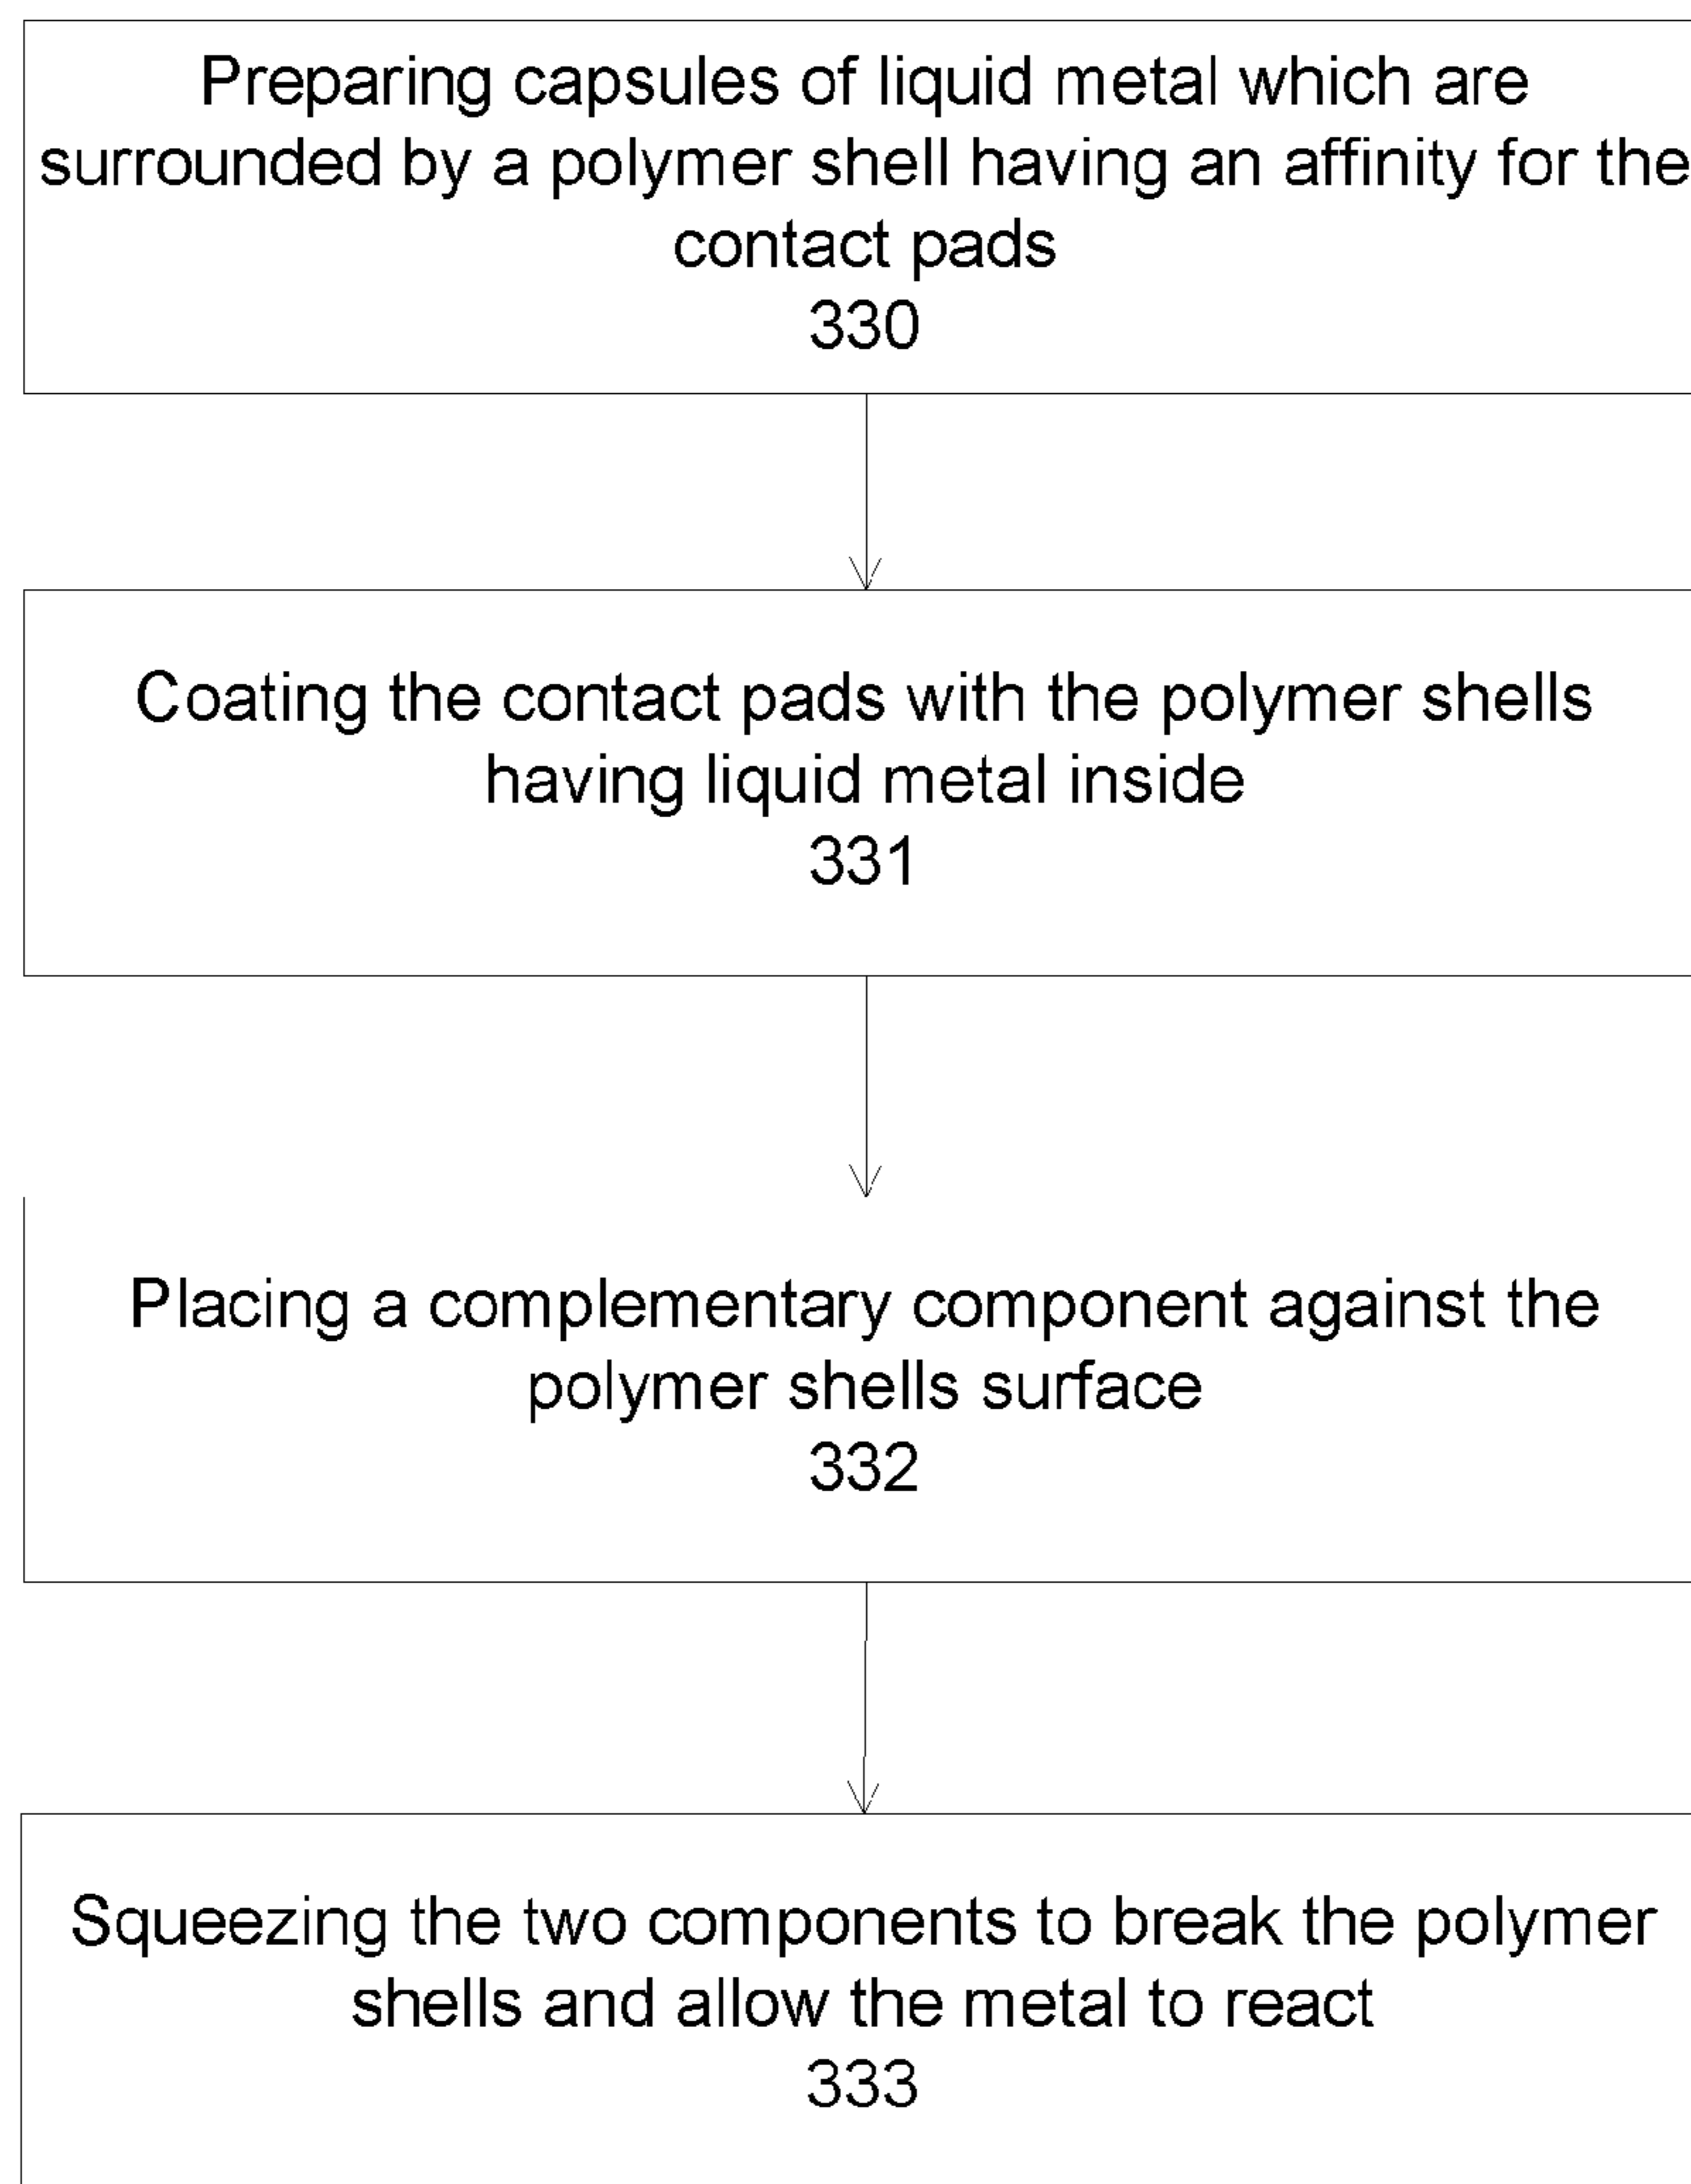 Preparing capsules of liquid metal which are
surrounded by a polymer shell having an affinity for the
contact pads
330
Coating the contact pads with the polymer shells
having liquid metal inside
331
Placing a complementary component against the
polymer shells surface
332
Squeezing the two components to break the polymer
shells and allow the metal to react
333